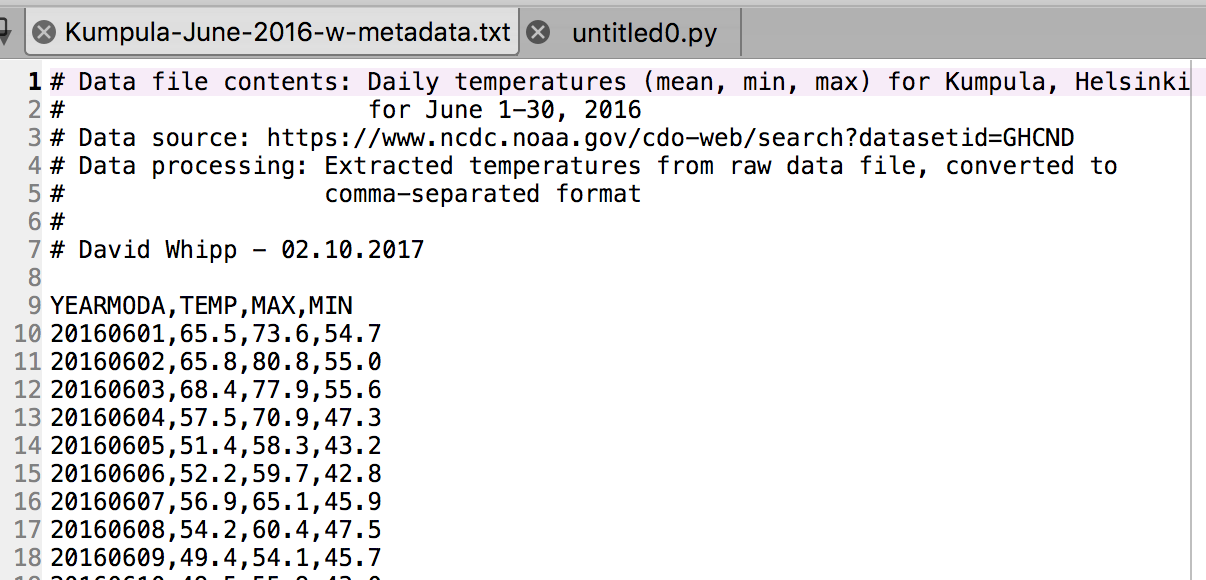 Kumpula-June-2016-w-metadata.txt untitled0.py
1 # Data file contents: Daily temperatures (mean, min, max) for Kumpula, Helsinki
2 #                     for June 1-30, 2016
3 # Data source: https://www.ncdc.noaa.gov/cdo-web/search?datasetid=GHCND
4 # Data processing: Extracted temperatures from raw data file, converted to
5 #                  comma-separated format
6 #
7 # David Whipp - 02.10.2017
8
9 YEARMODA,TEMP,MAX,MIN
10 20160601,65.5,73.6,54.7
11 20160602,65.8,80.8,55.0
12 20160603,68.4,77.9,55.6
13 20160604,57.5,70.9,47.3
14 20160605,51.4,58.3,43.2
15 20160606,52.2,59.7,42.8
16 20160607,56.9,65.1,45.9
17 20160608,54.2,60.4,47.5
18 20160609,49.4,54.1,45.7